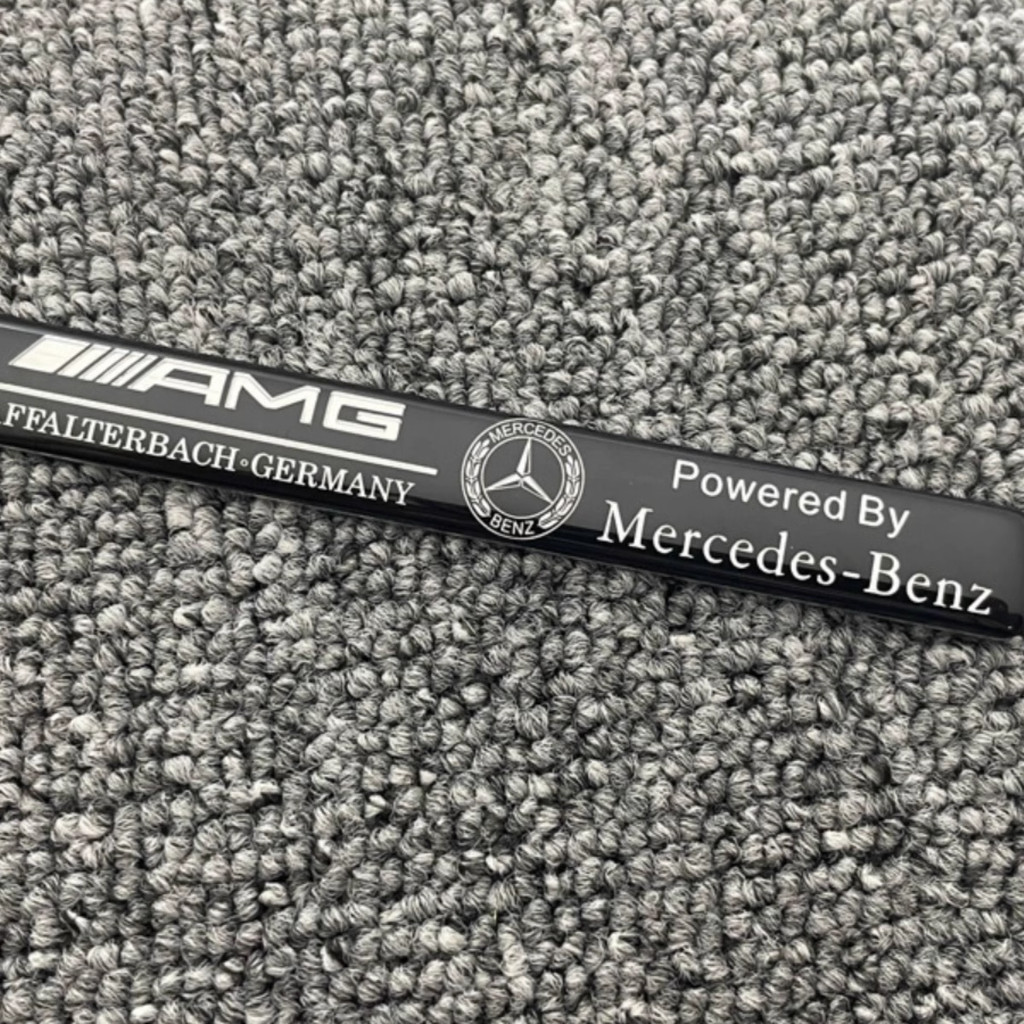 AMG
FFALTERBACH°GERMANY
MERCEDES
BENZ
Powered By
Mercedes-Benz